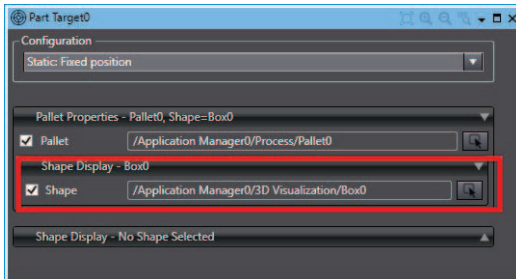 Part Target0
Configuration
Static: Fixed position
Pallet Properties - Pallet0, Shape=Box0
Pallet /Application Manager0/Process/Pallet0
Shape Display - Box0
Shape /Application Manager0/3D Visualization/Box0
Shape Display - No Shape Selected